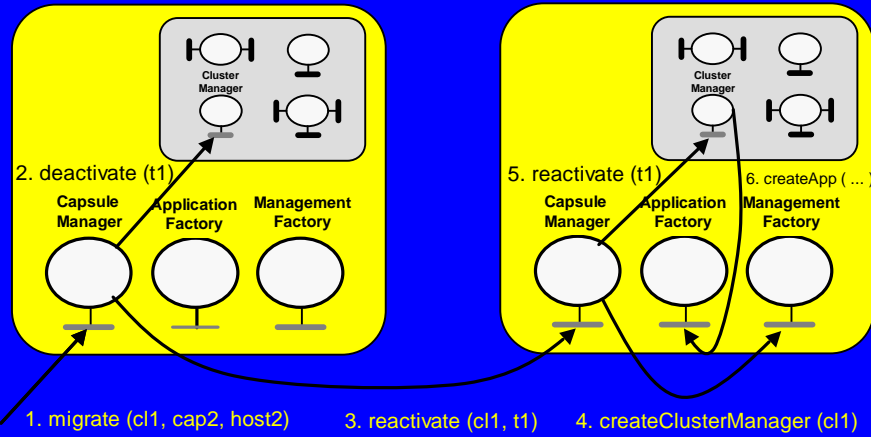 Cluster
Manager
2. deactivate (t1)
Capsule
Manager
Application
Factory
Management
Factory
Cluster
Manager
5. reactivate (t1)
6. createApp ( ... )
Capsule
Manager
Application
Factory
Management
Factory
1. migrate (cl1, cap2, host2)
3. reactivate (cl1, t1)
4. createClusterManager (cl1)